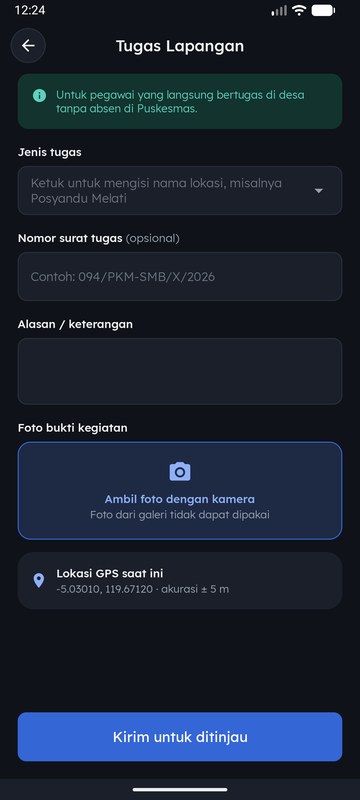 12:24
Tugas Lapangan
Untuk pegawai yang langsung bertugas di desa
tanpa absen di Puskesmas.
Jenis tugas
Ketuk untuk mengisi nama lokasi, misalnya
Posyandu Melati
Nomor surat tugas (opsional)
Contoh: 094/PKM-SMB/X/2026
Alasan / keterangan
Foto bukti kegiatan
Ambil foto dengan kamera
Foto dari galeri tidak dapat dipakai
Lokasi GPS saat ini
-5.03010, 119.67120 · akurasi ± 5 m
Kirim untuk ditinjau